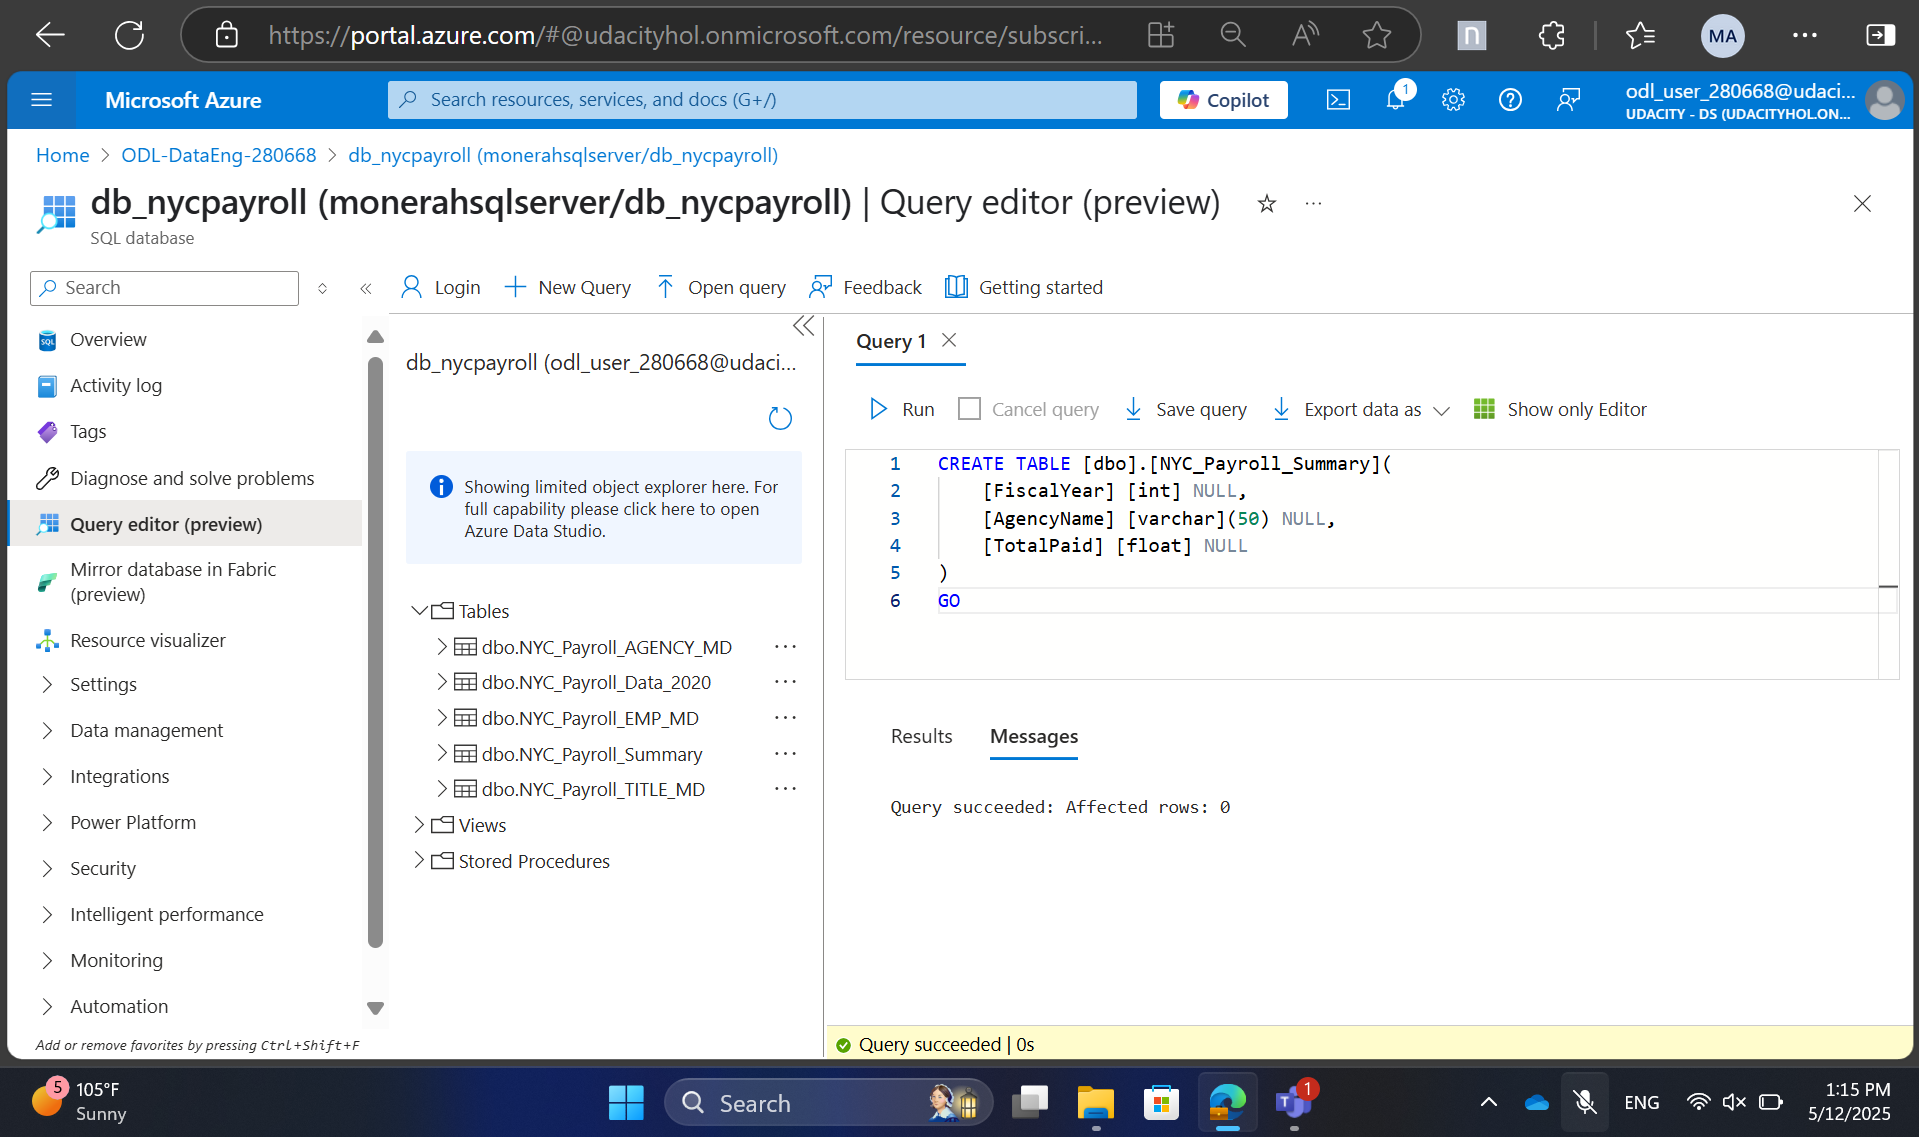 https://portal.azure.com/#@udacityhol.onmicrosoft.com/resource/subscri...
MA
Microsoft Azure
Search resources, services, and docs (G+/)
Copilot
1
odl_user_280668@udaci...
UDACITY - DS (UDACITYHOL.ON...
Home > ODL-DataEng-280668 > db_nycpayroll (monerahsqlserver/db_nycpayroll)
db_nycpayroll (monerahsqlserver/db_nycpayroll) | Query editor (preview)
SQL database
Search
Login
New Query
Open query
Feedback
Getting started
Overview
Activity log
Tags
Diagnose and solve problems
Query editor (preview)
Mirror database in Fabric
(preview)
Resource visualizer
Settings
Data management
Integrations
Power Platform
Security
Intelligent performance
Monitoring
Automation
Add or remove favorites by pressing Ctrl+Shift+F
db_nycpayroll (odl_user_280668@udaci...
Showing limited object explorer here. For
full capability please click here to open
Azure Data Studio.
Tables
dbo.NYC_Payroll_AGENCY_MD
dbo.NYC_Payroll_Data_2020
dbo.NYC_Payroll_EMP_MD
dbo.NYC_Payroll_Summary
dbo.NYC_Payroll_TITLE_MD
Views
Stored Procedures
Query 1
Run
Cancel query
Save query
Export data as
Show only Editor
1 CREATE TABLE [dbo].[NYC_Payroll_Summary](
2 [FiscalYear] [int] NULL,
3 [AgencyName] [varchar](50) NULL,
4 [TotalPaid] [float] NULL
5 )
6 GO
Results
Messages
Query succeeded: Affected rows: 0
Query succeeded | 0s
5
105°F
Sunny
Search
1
ENG
1:15 PM
5/12/2025